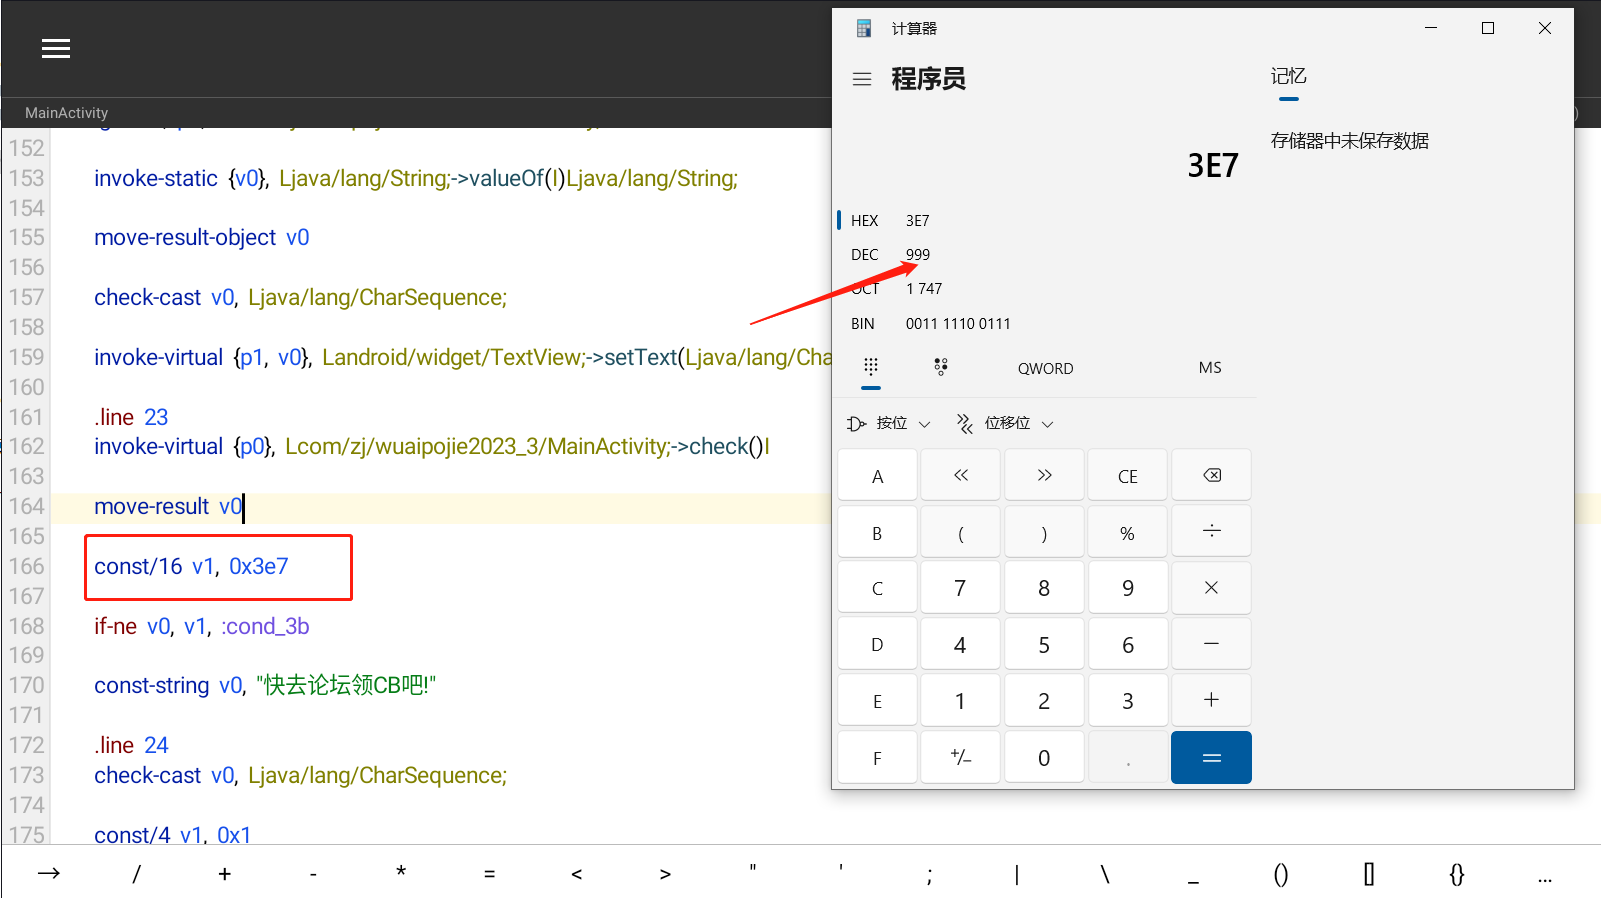 MainActivity
152
153 invoke-static {v0}, Ljava/lang/String;->valueOf(I)Ljava/lang/String;
154
155 move-result-object v0
156
157 check-cast v0, Ljava/lang/CharSequence;
158
159 invoke-virtual {p1, v0}, Landroid/widget/TextView;->setText(Ljava/lang/Cha
160
161 .line 23
162 invoke-virtual {p0}, Lcom/zj/wuaipojie2023_3/MainActivity;->check()I
163
164 move-result v0
165
166 const/16 v1, 0x3e7
167
168 if-ne v0, v1, :cond_3b
169
170 const-string v0, "快去论坛领CB吧!"
171
172 .line 24
173 check-cast v0, Ljava/lang/CharSequence;
174
175 const/4 v1, 0x1
→ / + - * = < > " ' ; | \ _ () [] {} ...
计算器
程序员
3E7
HEX 3E7
DEC 999
OCT 1 747
BIN 0011 1110 0111
QWORD MS
按位 位移位
A << >> CE
B ( ) % ÷
C 7 8 9 ×
D 4 5 6 −
E 1 2 3 +
F +/− 0 . =
记忆
存储器中未保存数据